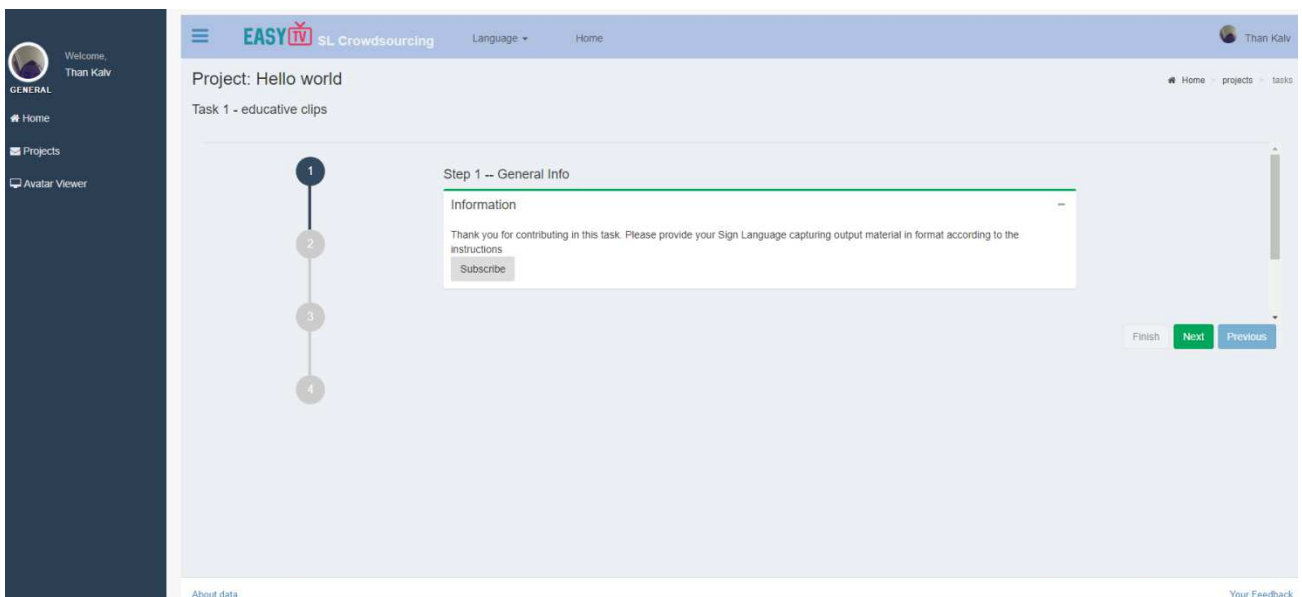 Welcome,
Than Kalv
GENERAL
Home
Projects
Avatar Viewer
EASY TV SL Crowdsourcing
Language
Home
Than Kalv
Project: Hello world
Home
projects
tasks
Task 1 - educative clips
1
2
3
4
Step 1 -- General Info
Information
Thank you for contributing in this task. Please provide your Sign Language capturing output material in format according to the
instructions
Subscribe
Finish
Next
Previous
About data
Your Feedback